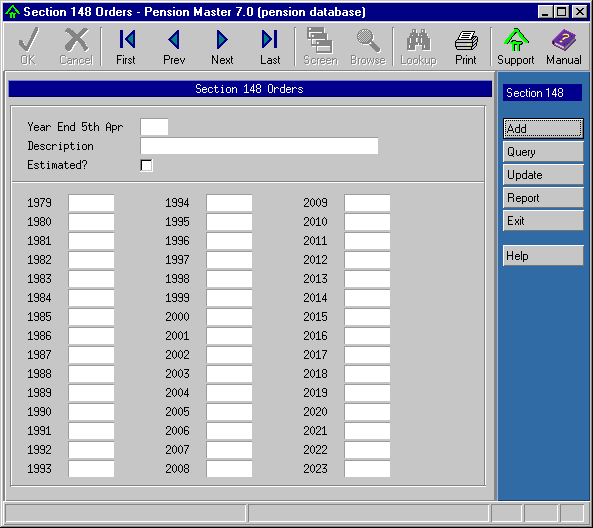 Section 148 Orders - Pension Master 7.0 (pension database)
OK Cancel First Prev Next Last Screen Browse Lookup Print Support Manual
Section 148 Orders
Section 148
Year End 5th Apr
Description
Estimated?
Add
Query
Update
Report
Exit
Help
1979 1994 2009
1980 1995 2010
1981 1996 2011
1982 1997 2012
1983 1998 2013
1984 1999 2014
1985 2000 2015
1986 2001 2016
1987 2002 2017
1988 2003 2018
1989 2004 2019
1990 2005 2020
1991 2006 2021
1992 2007 2022
1993 2008 2023